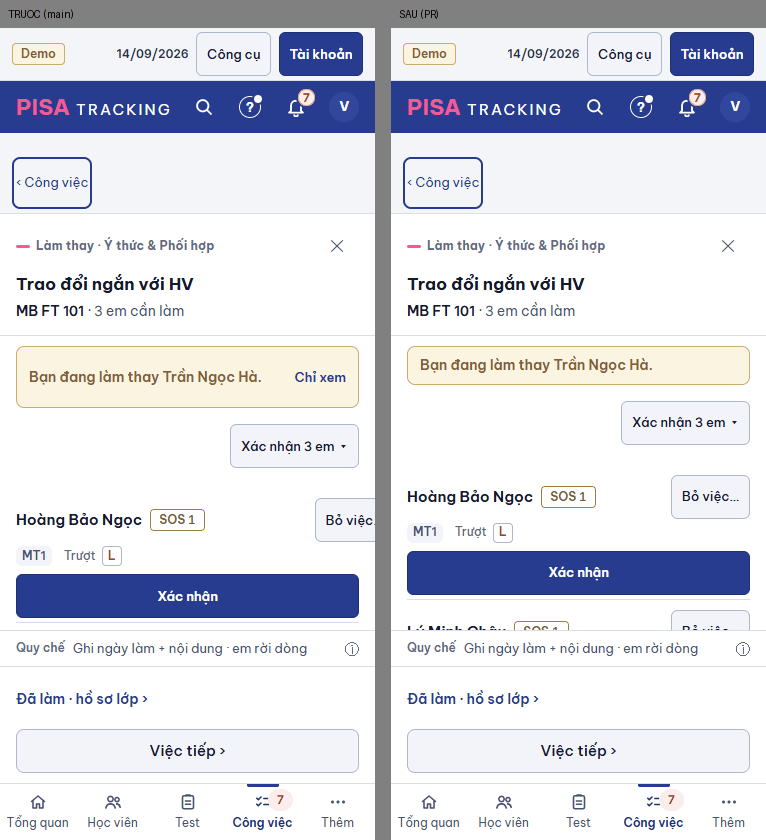 TRUOC (main)
Demo
14/09/2026
Công cụ
Tài khoản
PISA TRACKING
?
7
V
‹ Công việc
Làm thay · Ý thức & Phối hợp
Trao đổi ngắn với HV
MB FT 101 · 3 em cần làm
Bạn đang làm thay Trần Ngọc Hà.
Chỉ xem
Xác nhận 3 em
Hoàng Bảo Ngọc
SOS 1
Bỏ việc.
MT1
Trượt
L
Xác nhận
Quy chế
Ghi ngày làm + nội dung · em rời dòng
Đã làm · hồ sơ lớp ›
Việc tiếp ›
7
Tổng quan
Học viên
Test
Công việc
Thêm
SAU (PR)
Demo
14/09/2026
Công cụ
Tài khoản
PISA TRACKING
?
7
V
‹ Công việc
Làm thay · Ý thức & Phối hợp
Trao đổi ngắn với HV
MB FT 101 · 3 em cần làm
Bạn đang làm thay Trần Ngọc Hà.
Xác nhận 3 em
Hoàng Bảo Ngọc
SOS 1
Bỏ việc...
MT1
Trượt
L
Xác nhận
Lý Minh Châu
SOS 1
Bỏ việc...
Quy chế
Ghi ngày làm + nội dung · em rời dòng
Đã làm · hồ sơ lớp ›
Việc tiếp ›
7
Tổng quan
Học viên
Test
Công việc
Thêm